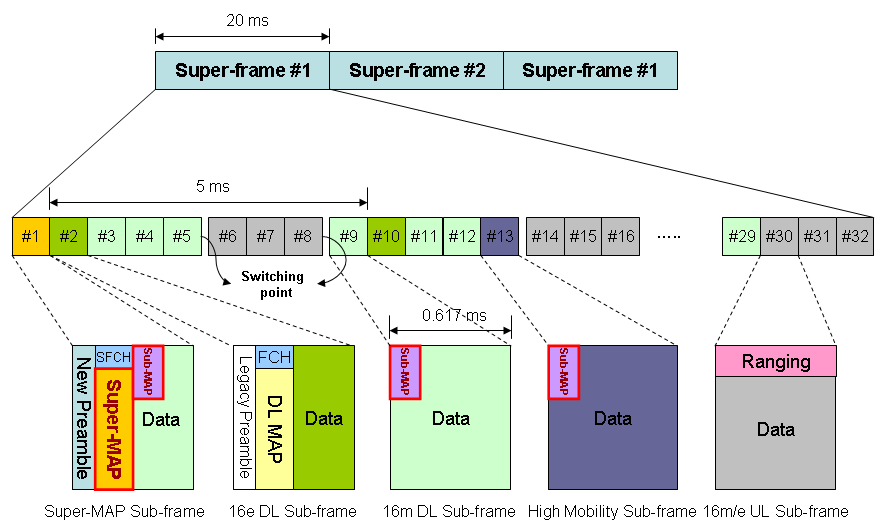 20 ms
Super-frame #1 Super-frame #2 Super-frame #1
5 ms
#1 #2 #3 #4 #5 #6 #7 #8 #9 #10 #11 #12 #13 #14 #15 #16 ..... #29 #30 #31 #32
Switching
point
0.617 ms
New Preamble
SFCH
Super-MAP
Sub-MAP
Data
Legacy Preamble
FCH
DL MAP
Data
Sub-MAP
Data
Sub-MAP
Data
Ranging
Data
Super-MAP Sub-frame 16e DL Sub-frame 16m DL Sub-frame High Mobility Sub-frame 16m/e UL Sub-frame